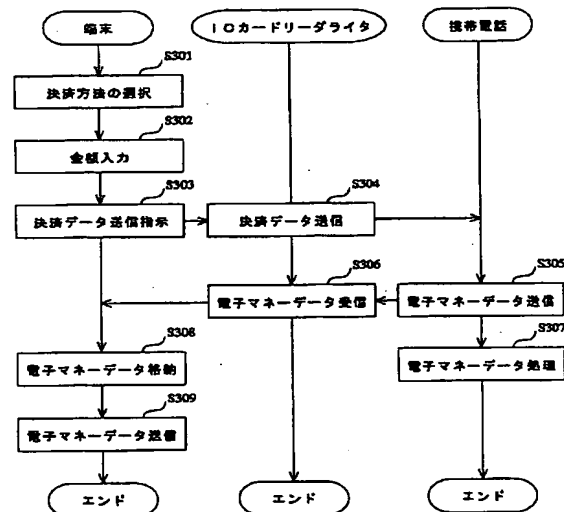 端末
ICカードリーダライタ
携帯電話
S301
決済方法の選択
S302
金額入力
S303
決済データ送信指示
S304
決済データ送信
S306
電子マネーデータ受信
S305
電子マネーデータ送信
S307
電子マネーデータ処理
S308
電子マネーデータ格納
S309
電子マネーデータ送信
エンド
エンド
エンド